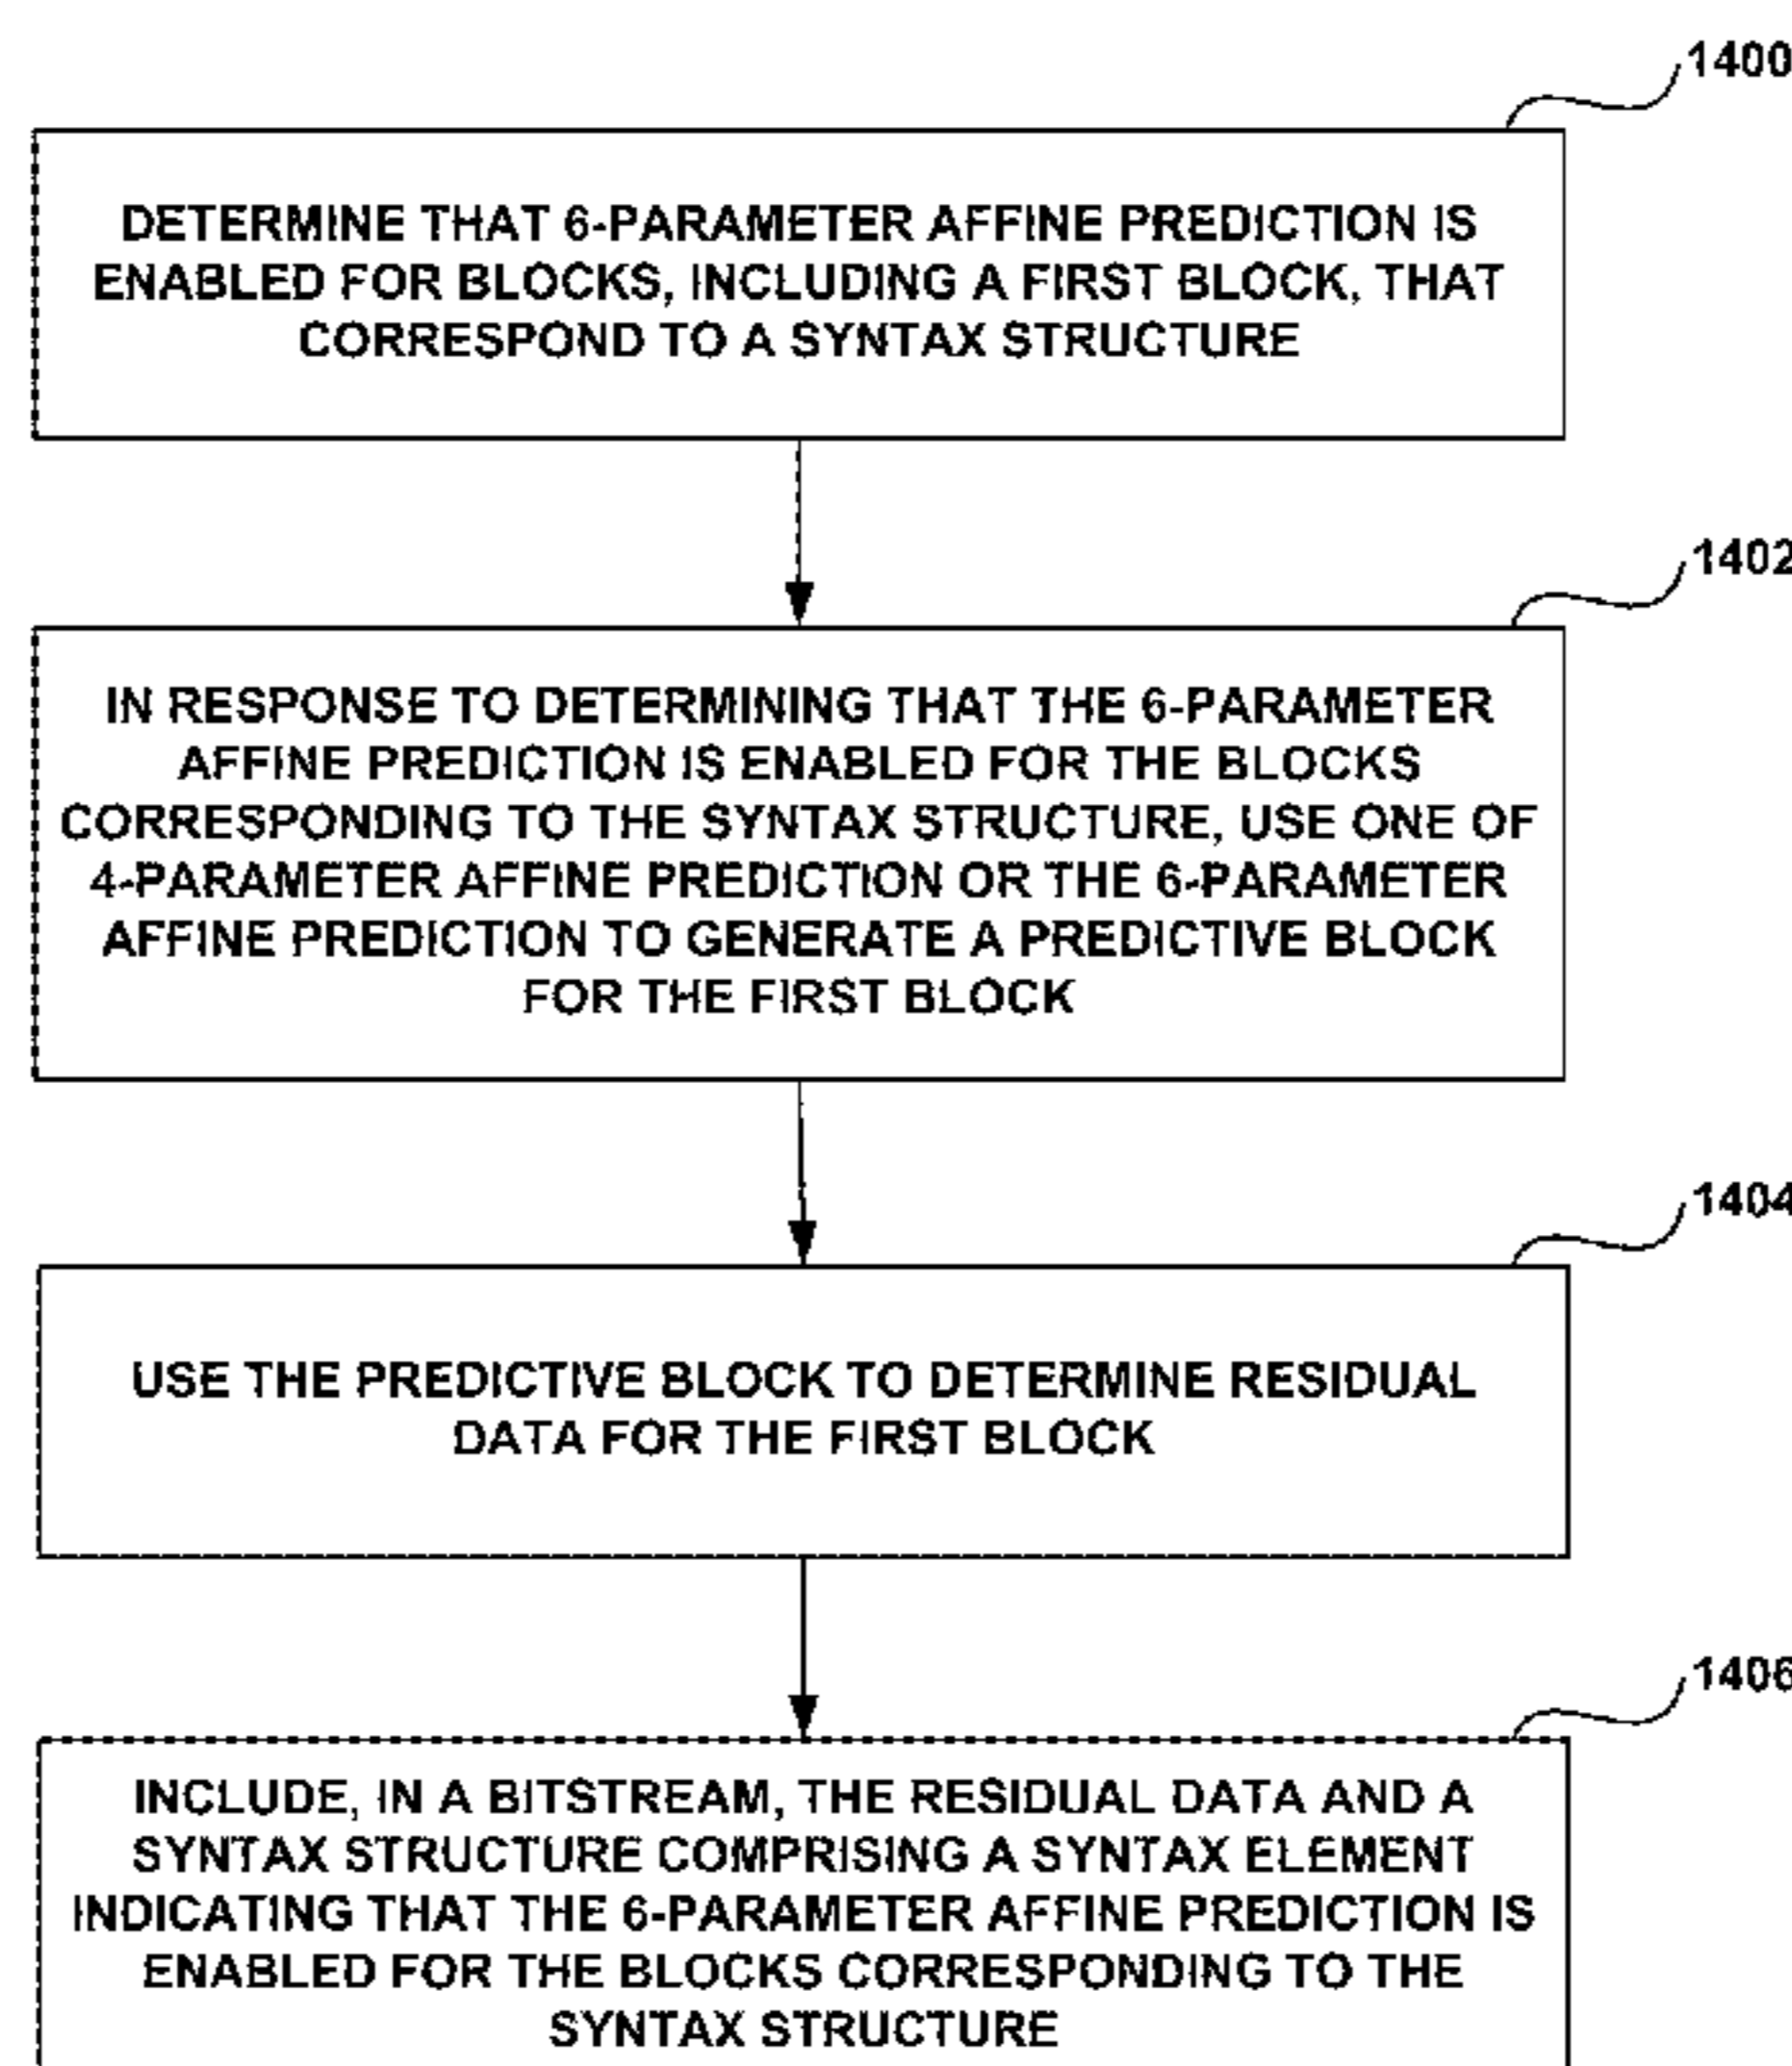 1400
DETERMINE THAT 6-PARAMETER AFFINE PREDICTION IS
ENABLED FOR BLOCKS, INCLUDING A FIRST BLOCK, THAT
CORRESPOND TO A SYNTAX STRUCTURE
1402
IN RESPONSE TO DETERMINING THAT THE 6-PARAMETER
AFFINE PREDICTION IS ENABLED FOR THE BLOCKS
CORRESPONDING TO THE SYNTAX STRUCTURE, USE ONE OF
4-PARAMETER AFFINE PREDICTION OR THE 6-PARAMETER
AFFINE PREDICTION TO GENERATE A PREDICTIVE BLOCK
FOR THE FIRST BLOCK
1404
USE THE PREDICTIVE BLOCK TO DETERMINE RESIDUAL
DATA FOR THE FIRST BLOCK
1406
INCLUDE, IN A BITSTREAM, THE RESIDUAL DATA AND A
SYNTAX STRUCTURE COMPRISING A SYNTAX ELEMENT
INDICATING THAT THE 6-PARAMETER AFFINE PREDICTION IS
ENABLED FOR THE BLOCKS CORRESPONDING TO THE
SYNTAX STRUCTURE